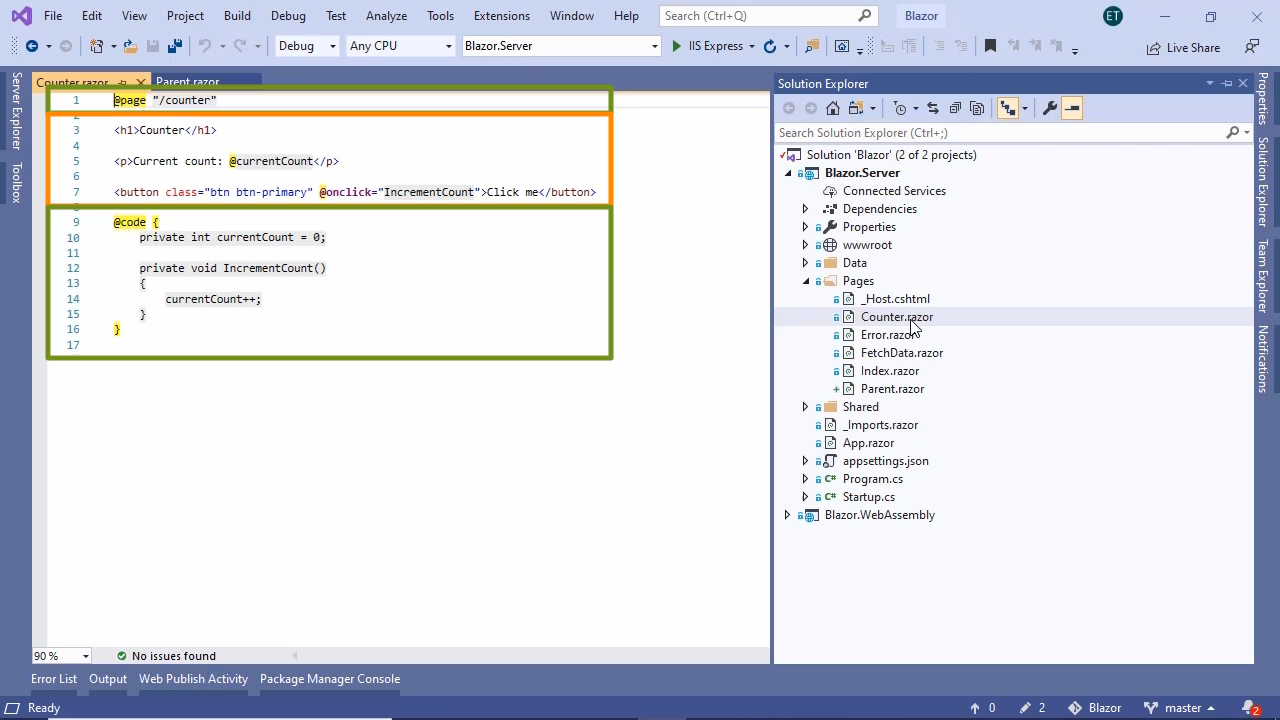 File Edit View Project Build Debug Test Analyze Tools Extensions Window Help Search (Ctrl+Q) Blazor ET
Debug Any CPU Blazor.Server IIS Express Live Share
Server Explorer
Toolbox
Counter.razor Parent.razor
1 @page "/counter"
2
3 <h1>Counter</h1>
4
5 <p>Current count: @currentCount</p>
6
7 <button class="btn btn-primary" @onclick="IncrementCount">Click me</button>
8
9 @code {
10 private int currentCount = 0;
11
12 private void IncrementCount()
13 {
14 currentCount++;
15 }
16 }
17
90 % No issues found
Solution Explorer
Search Solution Explorer (Ctrl+;)
Solution 'Blazor' (2 of 2 projects)
Blazor.Server
Connected Services
Dependencies
Properties
wwwroot
Data
Pages
_Host.cshtml
Counter.razor
Error.razor
FetchData.razor
Index.razor
Parent.razor
Shared
_Imports.razor
App.razor
appsettings.json
C# Program.cs
C# Startup.cs
Blazor.WebAssembly
Properties
Solution Explorer
Team Explorer
Notifications
Error List Output Web Publish Activity Package Manager Console
Ready 0 2 Blazor master 2